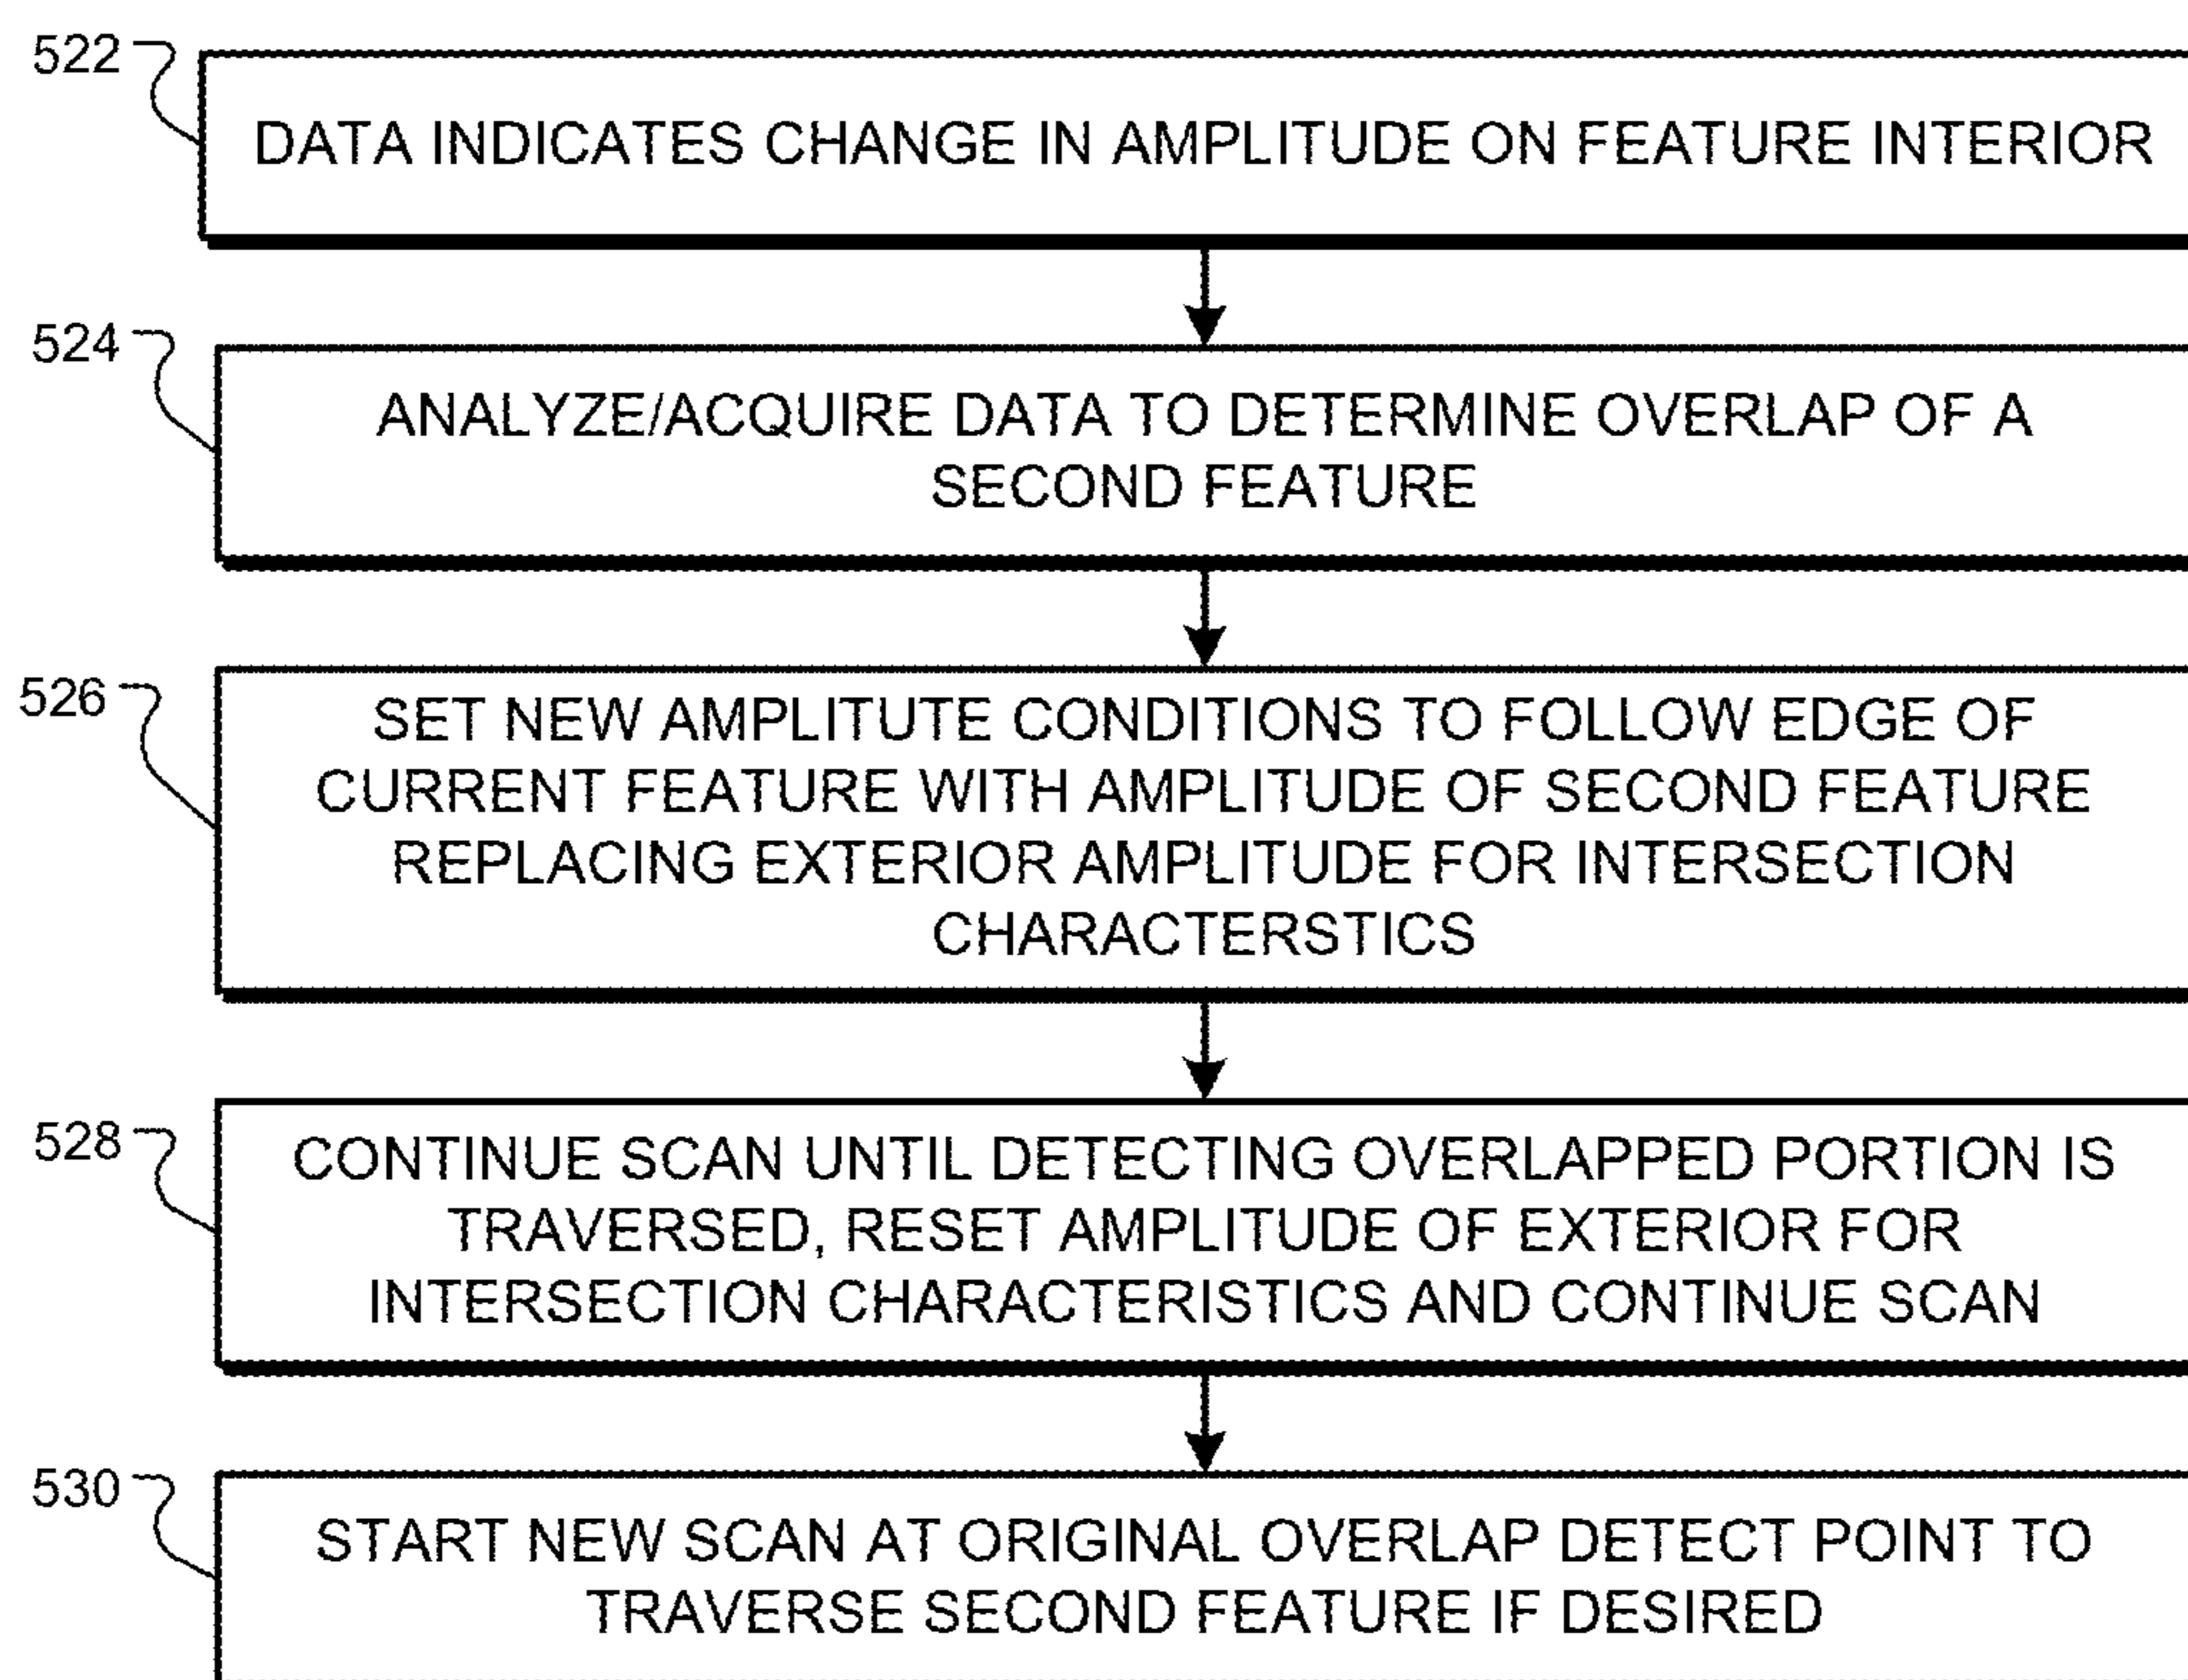 522
DATA INDICATES CHANGE IN AMPLITUDE ON FEATURE INTERIOR
524
ANALYZE/ACQUIRE DATA TO DETERMINE OVERLAP OF A
SECOND FEATURE
526
SET NEW AMPLITUTE CONDITIONS TO FOLLOW EDGE OF
CURRENT FEATURE WITH AMPLITUDE OF SECOND FEATURE
REPLACING EXTERIOR AMPLITUDE FOR INTERSECTION
CHARACTERSTICS
528
CONTINUE SCAN UNTIL DETECTING OVERLAPPED PORTION IS
TRAVERSED, RESET AMPLITUDE OF EXTERIOR FOR
INTERSECTION CHARACTERISTICS AND CONTINUE SCAN
530
START NEW SCAN AT ORIGINAL OVERLAP DETECT POINT TO
TRAVERSE SECOND FEATURE IF DESIRED